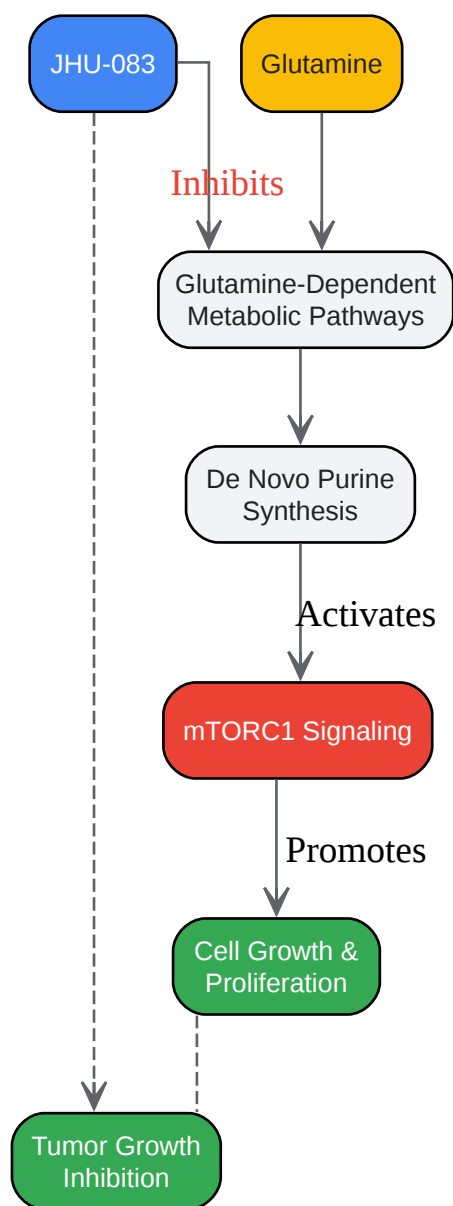 JHU-083
Glutamine
Inhibits
Glutamine-Dependent
Metabolic Pathways
De Novo Purine
Synthesis
Activates
mTORC1 Signaling
Promotes
Cell Growth &
Proliferation
Tumor Growth
Inhibition